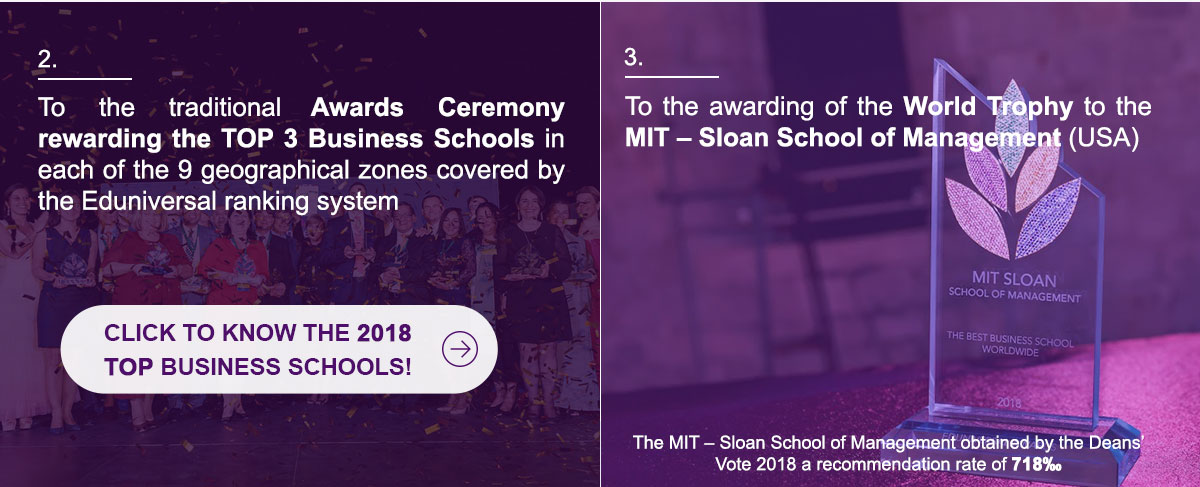 2.
To the traditional Awards Ceremony
rewarding the TOP 3 Business Schools in
each of the 9 geographical zones covered by
the Eduniversal ranking system
CLICK TO KNOW THE 2018
TOP BUSINESS SCHOOLS!
3.
To the awarding of the World Trophy to the
MIT – Sloan School of Management (USA)
MIT SLOAN
SCHOOL OF MANAGEMENT
THE BEST BUSINESS SCHOOL
WORLDWIDE
2018
The MIT – Sloan School of Management obtained by the Deans’
Vote 2018 a recommendation rate of 718‰